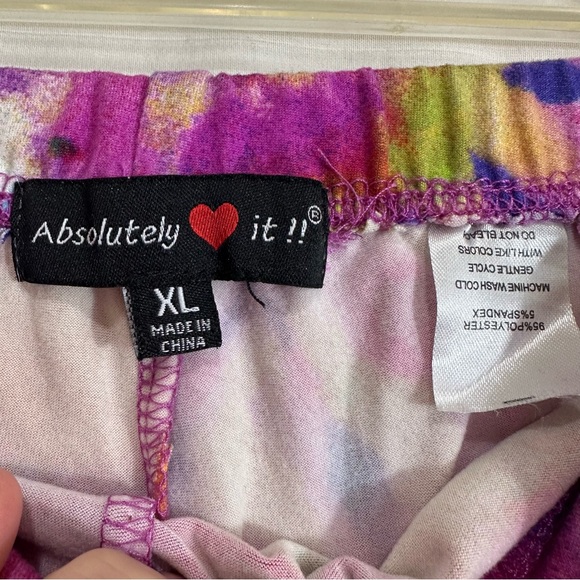 Absolutely it !!®
XL
MADE IN
CHINA
95%POLYESTER
5%SPANDEX
MACHINE WASH COLD
GENTLE CYCLE
WITH LIKE COLORS
DO NOT BLEA